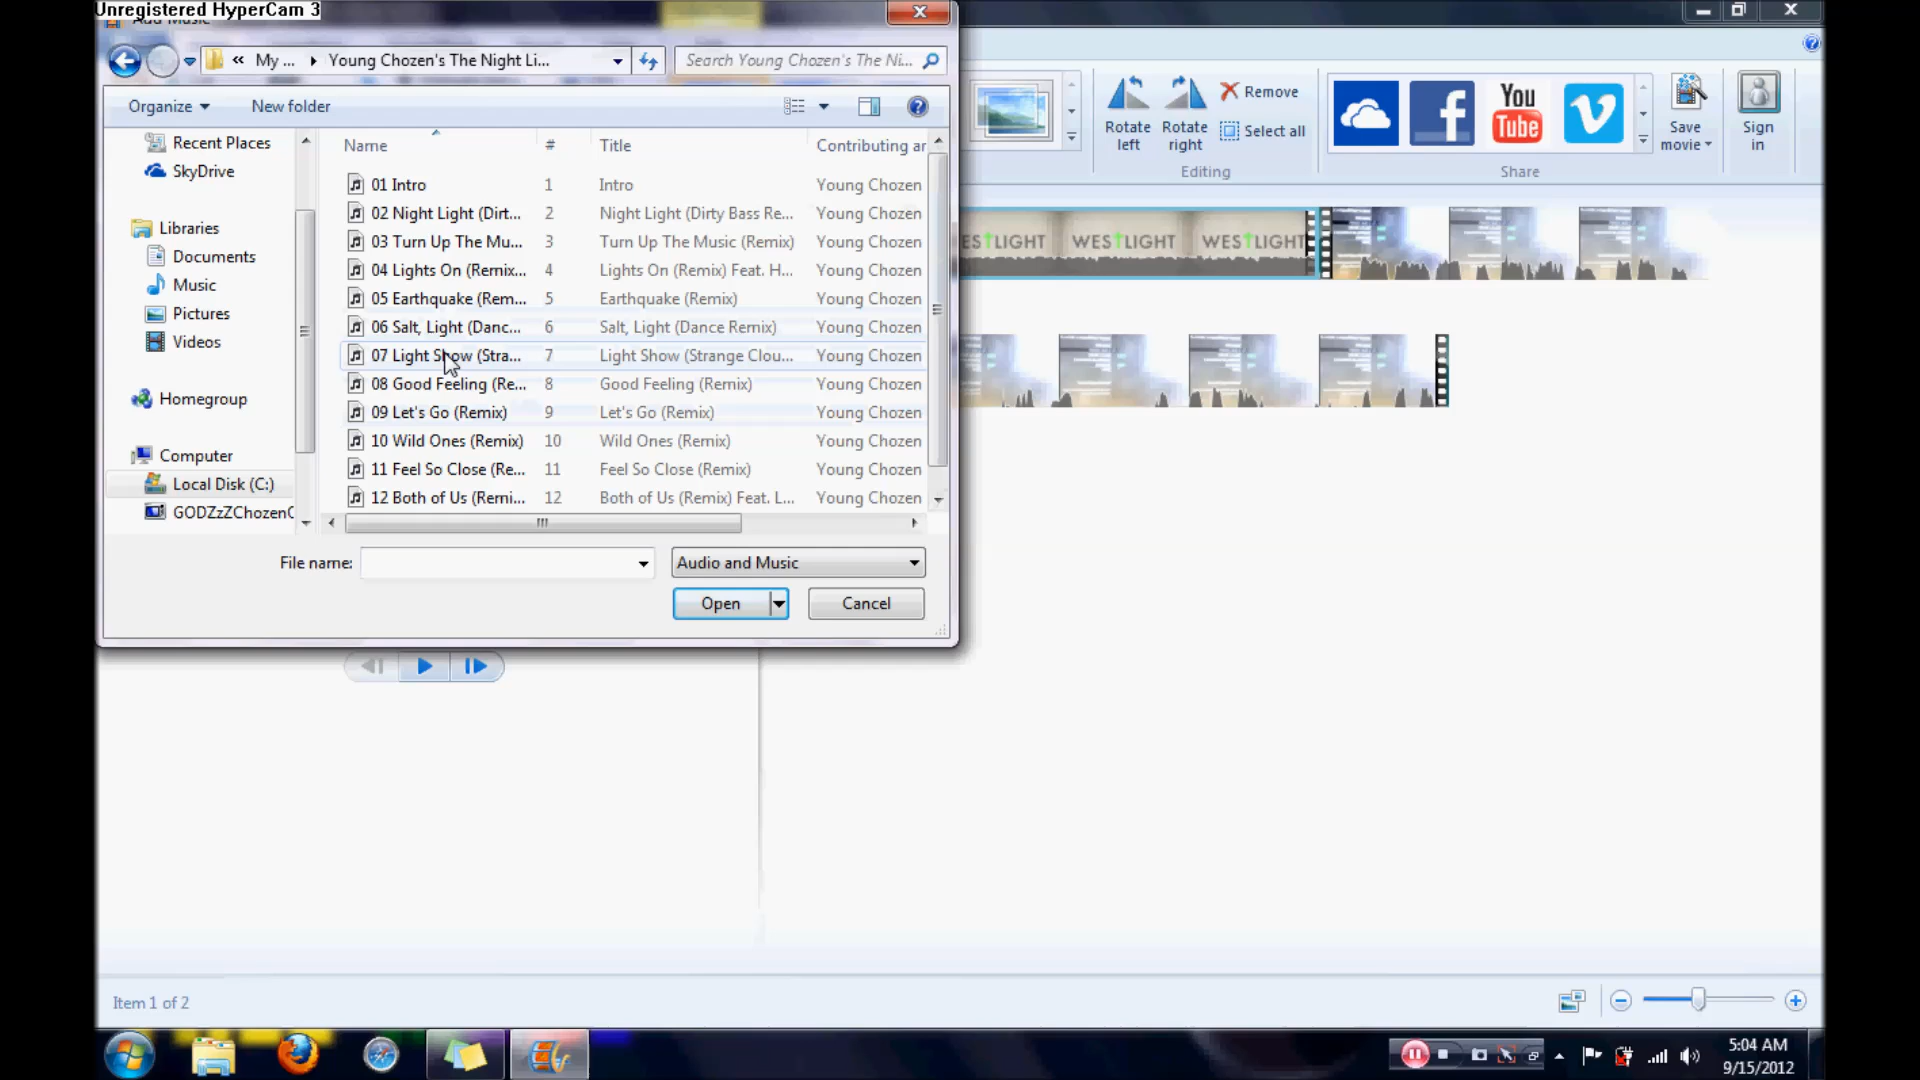 Unregistered HyperCam 3
Add Music
« My ... Young Chozen's The Night Li... Search Young Chozen's The Ni...
Organize New folder
Name # Title Contributing ar
01 Intro 1 Intro Young Chozen
02 Night Light (Dirt... 2 Night Light (Dirty Bass Re... Young Chozen
03 Turn Up The Mu... 3 Turn Up The Music (Remix) Young Chozen
04 Lights On (Remix... 4 Lights On (Remix) Feat. H... Young Chozen
05 Earthquake (Rem... 5 Earthquake (Remix) Young Chozen
06 Salt, Light (Danc... 6 Salt, Light (Dance Remix) Young Chozen
07 Light Show (Stra... 7 Light Show (Strange Clou... Young Chozen
08 Good Feeling (Re... 8 Good Feeling (Remix) Young Chozen
09 Let's Go (Remix) 9 Let's Go (Remix) Young Chozen
10 Wild Ones (Remix) 10 Wild Ones (Remix) Young Chozen
11 Feel So Close (Re... 11 Feel So Close (Remix) Young Chozen
12 Both of Us (Remi... 12 Both of Us (Remix) Feat. L... Young Chozen
Recent Places
SkyDrive
Libraries
Documents
Music
Pictures
Videos
Homegroup
Computer
Local Disk (C:)
GODZzZChozenO
File name: Audio and Music
Open Cancel
Rotate left
Rotate right
Remove
Select all
Editing
You Tube
Share
Save movie
Sign in
ESTLIGHT WESTLIGHT WESTLIGHT
Item 1 of 2
5:04 AM
9/15/2012